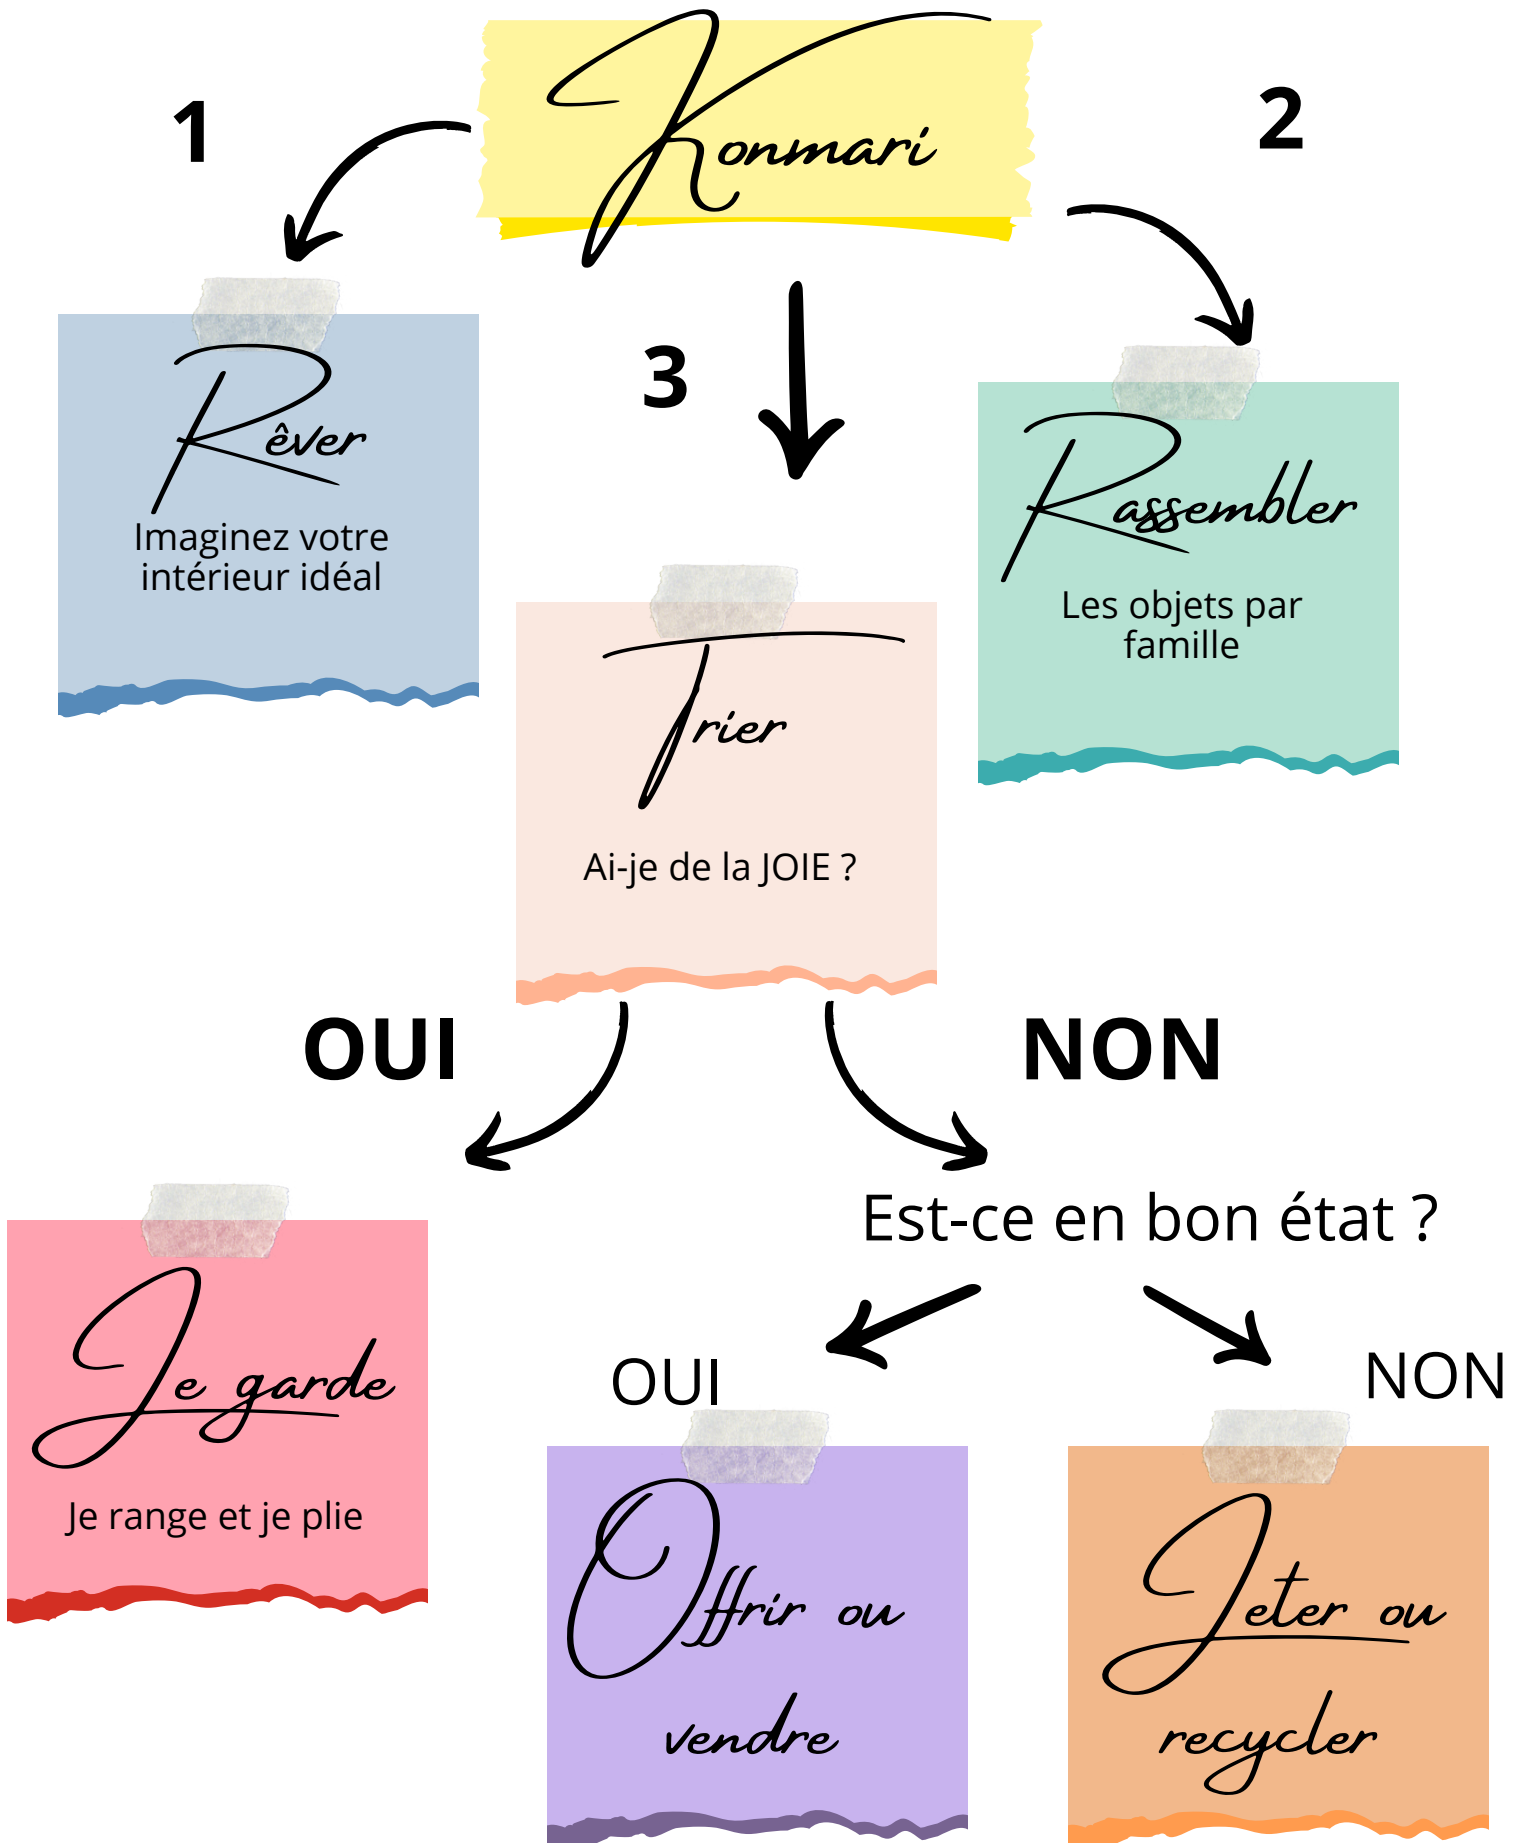 Konmari
1
Rêver
Imaginez votre
intérieur idéal
2
Rassembler
Les objets par
famille
3
Trier
Ai-je de la JOIE ?
OUI
Je garde
Je range et je plie
NON
Est-ce en bon état ?
OUI
Offrir ou
vendre
NON
Jeter ou
recycler